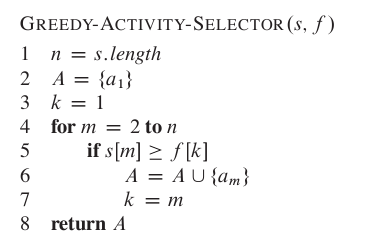 GREEDY-ACTIVITY-SELECTOR(s, f)
1 n = s.length
2 A = {a₁}
3 k = 1
4 for m = 2 to n
5 if s[m] ≥ f[k]
6 A = A ∪ {aₘ}
7 k = m
8 return A